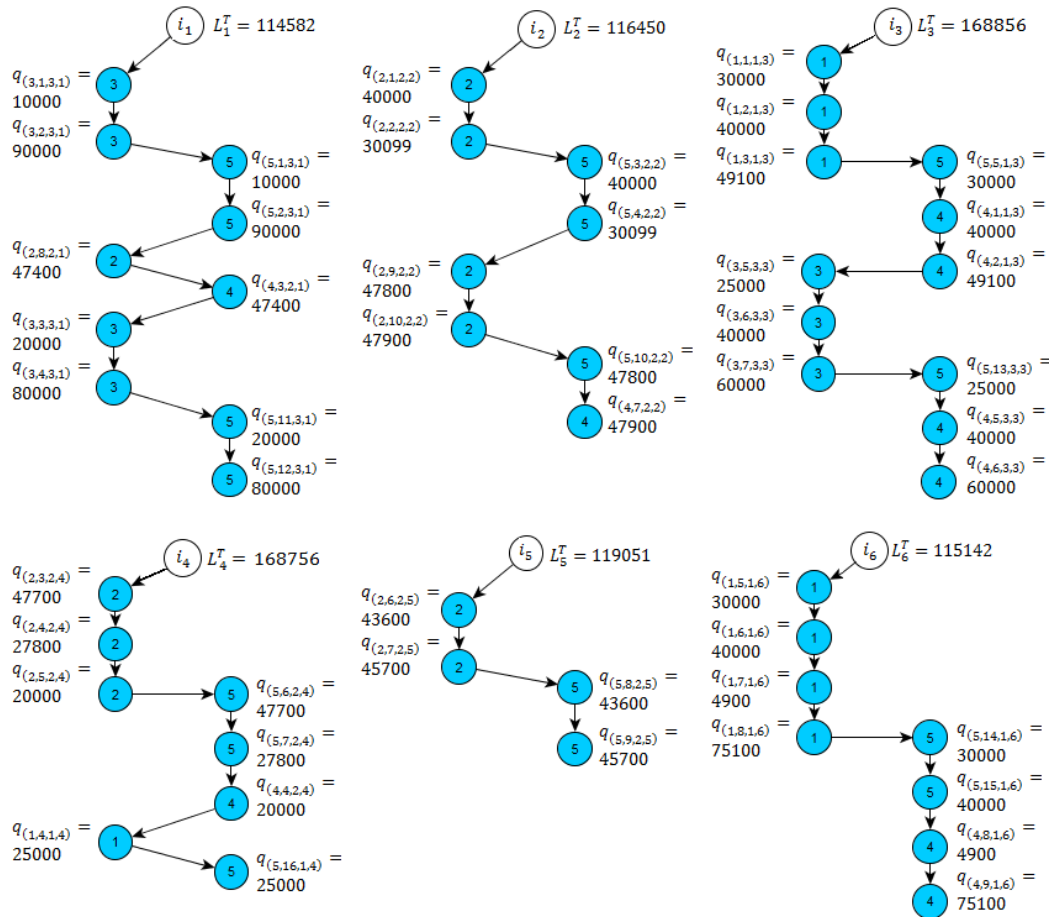 i₁ L₁ᵀ = 114582
q₍₃,₁,₃,₁₎ =
10000
3
q₍₃,₂,₃,₁₎ =
90000
3
5
q₍₅,₁,₃,₁₎ =
10000
5
q₍₅,₂,₃,₁₎ =
90000
q₍₂,₈,₂,₁₎ =
47400
2
4
q₍₄,₃,₂,₁₎ =
47400
q₍₃,₃,₃,₁₎ =
20000
3
q₍₃,₄,₃,₁₎ =
80000
3
5
q₍₅,₁₁,₃,₁₎ =
20000
5
q₍₅,₁₂,₃,₁₎ =
80000
i₂ L₂ᵀ = 116450
q₍₂,₁,₂,₂₎ =
40000
2
q₍₂,₂,₂,₂₎ =
30099
2
5
q₍₅,₃,₂,₂₎ =
40000
5
q₍₅,₄,₂,₂₎ =
30099
q₍₂,₉,₂,₂₎ =
47800
2
q₍₂,₁₀,₂,₂₎ =
47900
2
5
q₍₅,₁₀,₂,₂₎ =
47800
4
q₍₄,₇,₂,₂₎ =
47900
i₃ L₃ᵀ = 168856
q₍₁,₁,₁,₃₎ =
30000
1
q₍₁,₂,₁,₃₎ =
40000
1
q₍₁,₃,₁,₃₎ =
49100
1
5
q₍₅,₅,₁,₃₎ =
30000
4
q₍₄,₁,₁,₃₎ =
40000
4
q₍₄,₂,₁,₃₎ =
49100
q₍₃,₅,₃,₃₎ =
25000
3
q₍₃,₆,₃,₃₎ =
40000
3
q₍₃,₇,₃,₃₎ =
60000
3
5
q₍₅,₁₃,₃,₃₎ =
25000
4
q₍₄,₅,₃,₃₎ =
40000
4
q₍₄,₆,₃,₃₎ =
60000
i₄ L₄ᵀ = 168756
q₍₂,₃,₂,₄₎ =
47700
2
q₍₂,₄,₂,₄₎ =
27800
2
q₍₂,₅,₂,₄₎ =
20000
2
5
q₍₅,₆,₂,₄₎ =
47700
5
q₍₅,₇,₂,₄₎ =
27800
4
q₍₄,₄,₂,₄₎ =
20000
q₍₁,₄,₁,₄₎ =
25000
1
5
q₍₅,₁₆,₁,₄₎ =
25000
i₅ L₅ᵀ = 119051
q₍₂,₆,₂,₅₎ =
43600
2
q₍₂,₇,₂,₅₎ =
45700
2
5
q₍₅,₈,₂,₅₎ =
43600
5
q₍₅,₉,₂,₅₎ =
45700
i₆ L₆ᵀ = 115142
q₍₁,₅,₁,₆₎ =
30000
1
q₍₁,₆,₁,₆₎ =
40000
1
q₍₁,₇,₁,₆₎ =
4900
1
q₍₁,₈,₁,₆₎ =
75100
1
5
q₍₅,₁₄,₁,₆₎ =
30000
5
q₍₅,₁₅,₁,₆₎ =
40000
4
q₍₄,₈,₁,₆₎ =
4900
4
q₍₄,₉,₁,₆₎ =
75100